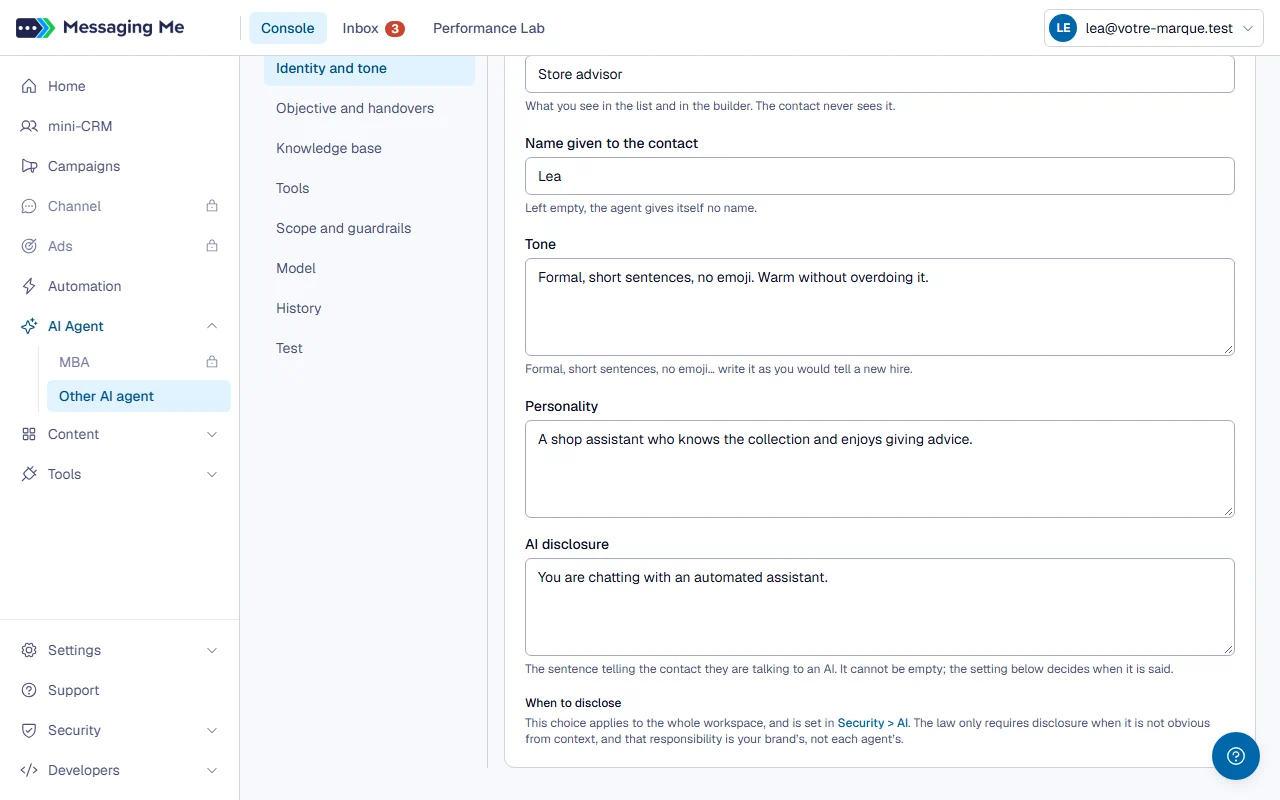 Messaging Me
Console
Inbox 3
Performance Lab
LE lea@votre-marque.test
Home
mini-CRM
Campaigns
Channel
Ads
Automation
AI Agent
MBA
Other AI agent
Content
Tools
Settings
Support
Security
Developers
Identity and tone
Objective and handovers
Knowledge base
Tools
Scope and guardrails
Model
History
Test
Store advisor
What you see in the list and in the builder. The contact never sees it.
Name given to the contact
Lea
Left empty, the agent gives itself no name.
Tone
Formal, short sentences, no emoji. Warm without overdoing it.
Formal, short sentences, no emoji... write it as you would tell a new hire.
Personality
A shop assistant who knows the collection and enjoys giving advice.
AI disclosure
You are chatting with an automated assistant.
The sentence telling the contact they are talking to an AI. It cannot be empty; the setting below decides when it is said.
When to disclose
This choice applies to the whole workspace, and is set in Security > AI. The law only requires disclosure when it is not obvious
from context, and that responsibility is your brand's, not each agent's.